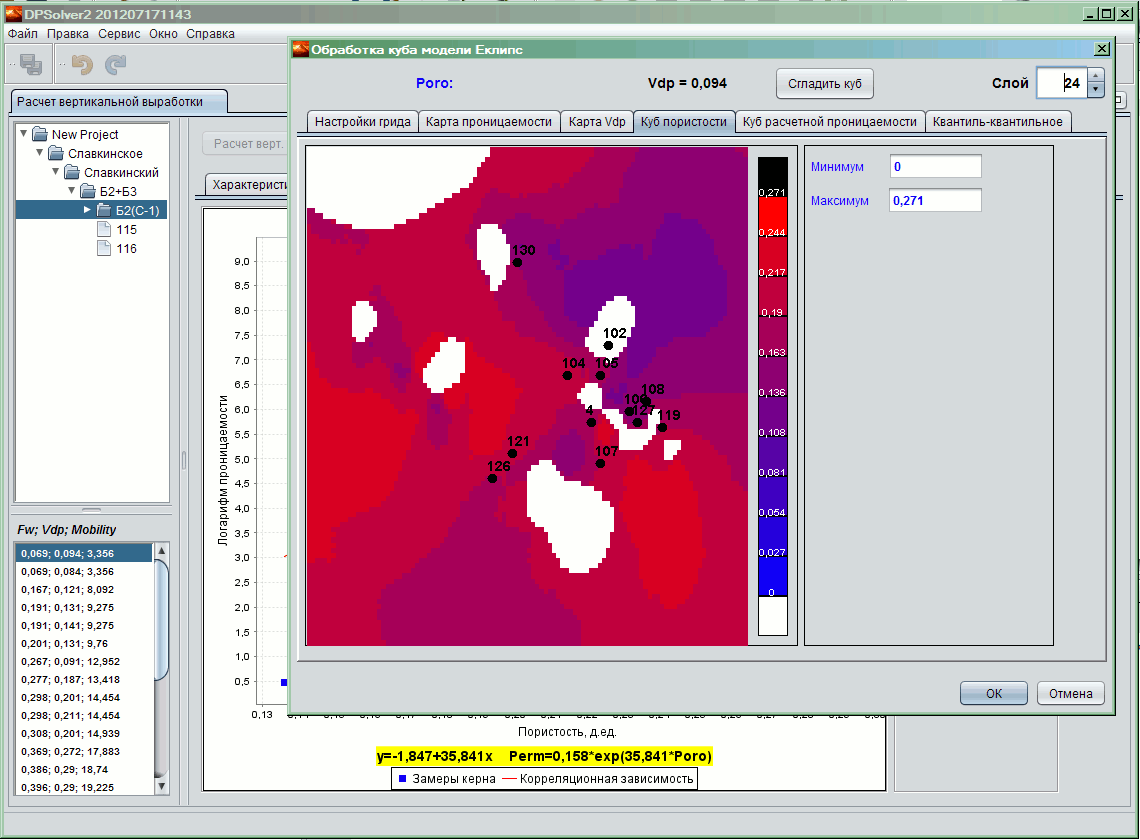 DPSolver2 201207171143
Файл Правка Сервис Окно Справка
Расчет вертикальной выработки
New Project
Славкинское
Славкинский
Б2+Б3
Б2(С-1)
115
116
Fw; Vdp; Mobility
0,069; 0,094; 3,356
0,069; 0,084; 3,356
0,167; 0,121; 8,092
0,191; 0,131; 9,275
0,191; 0,141; 9,275
0,201; 0,131; 9,76
0,267; 0,091; 12,952
0,277; 0,187; 13,418
0,298; 0,201; 14,454
0,298; 0,211; 14,454
0,308; 0,201; 14,939
0,369; 0,272; 17,883
0,386; 0,29; 18,74
0,396; 0,29; 19,225
Расчет верт.
Характеристи
Логарифм проницаемости
9,0
8,5
8,0
7,5
7,0
6,5
6,0
5,5
5,0
4,5
4,0
3,5
3,0
2,5
2,0
1,5
1,0
0,5
0,13
Пористость, д.ед.
y=-1,847+35,841x Perm=0,158*exp(35,841*Poro)
Замеры керна Корреляционная зависимость
Обработка куба модели Еклипс
Poro: Vdp = 0,094 Сгладить куб Слой 24
Настройки грида Карта проницаемости Карта Vdp Куб пористости Куб расчетной проницаемости Квантиль-квантильное
130
102
104 105
108
106
4 127 119
121
107
126
0,271
0,244
0,217
0,19
0,163
0,136
0,108
0,081
0,054
0,027
0
Минимум 0
Максимум 0,271
ОК Отмена